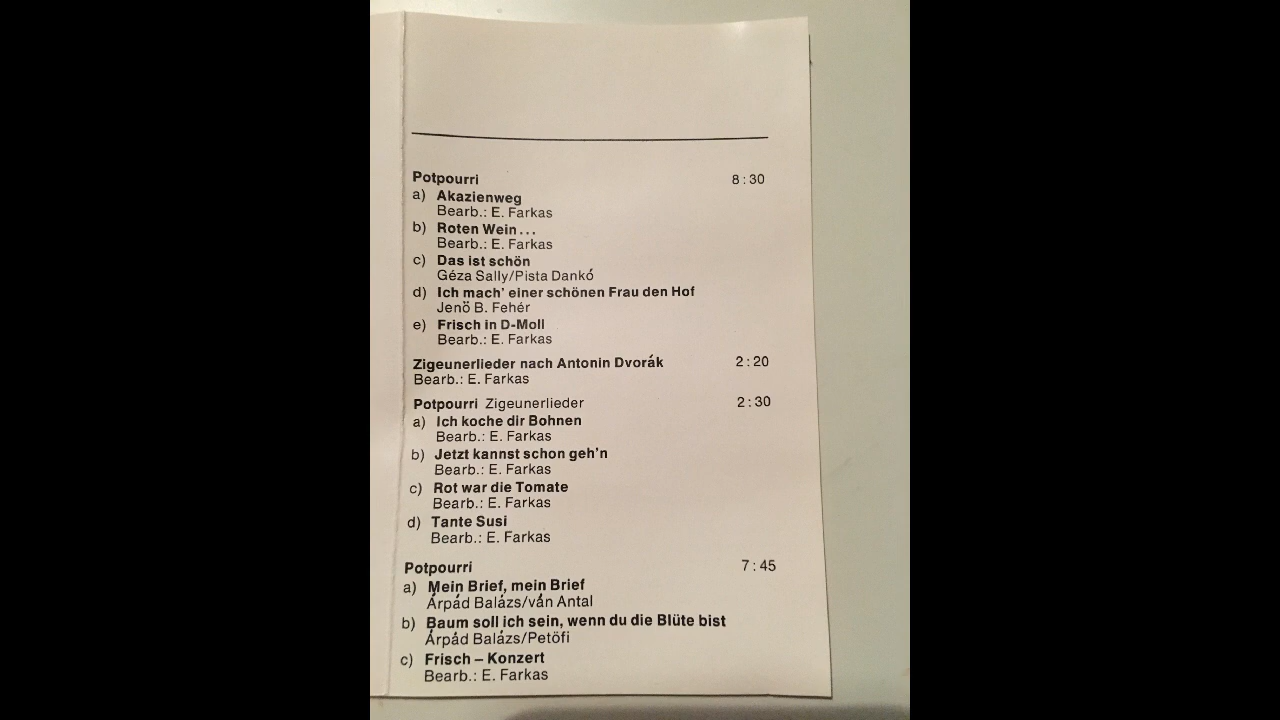 Potpourri 8:30
a) Akazienweg
Bearb.: E. Farkas
b) Roten Wein...
Bearb.: E. Farkas
c) Das ist schön
Géza Sally/Pista Dankó
d) Ich mach' einer schönen Frau den Hof
Jenö B. Fehér
e) Frisch in D-Moll
Bearb.: E. Farkas
Zigeunerlieder nach Antonin Dvorák 2:20
Bearb.: E. Farkas
Potpourri Zigeunerlieder 2:30
a) Ich koche dir Bohnen
Bearb.: E. Farkas
b) Jetzt kannst schon geh'n
Bearb.: E. Farkas
c) Rot war die Tomate
Bearb.: E. Farkas
d) Tante Susi
Bearb.: E. Farkas
Potpourri 7:45
a) Mein Brief, mein Brief
Árpád Balázs/ván Antal
b) Baum soll ich sein, wenn du die Blüte bist
Árpád Balázs/Petöfi
c) Frisch – Konzert
Bearb.: E. Farkas